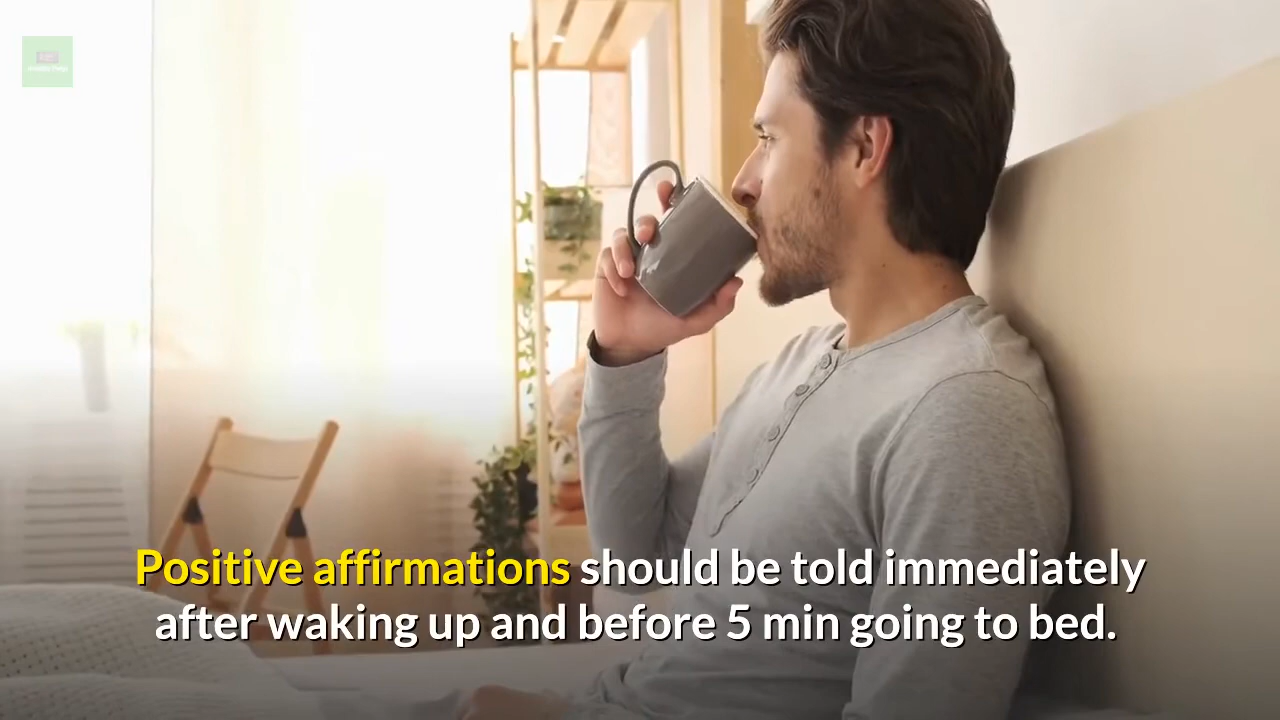 Positive affirmations should be told immediately
after waking up and before 5 min going to bed.